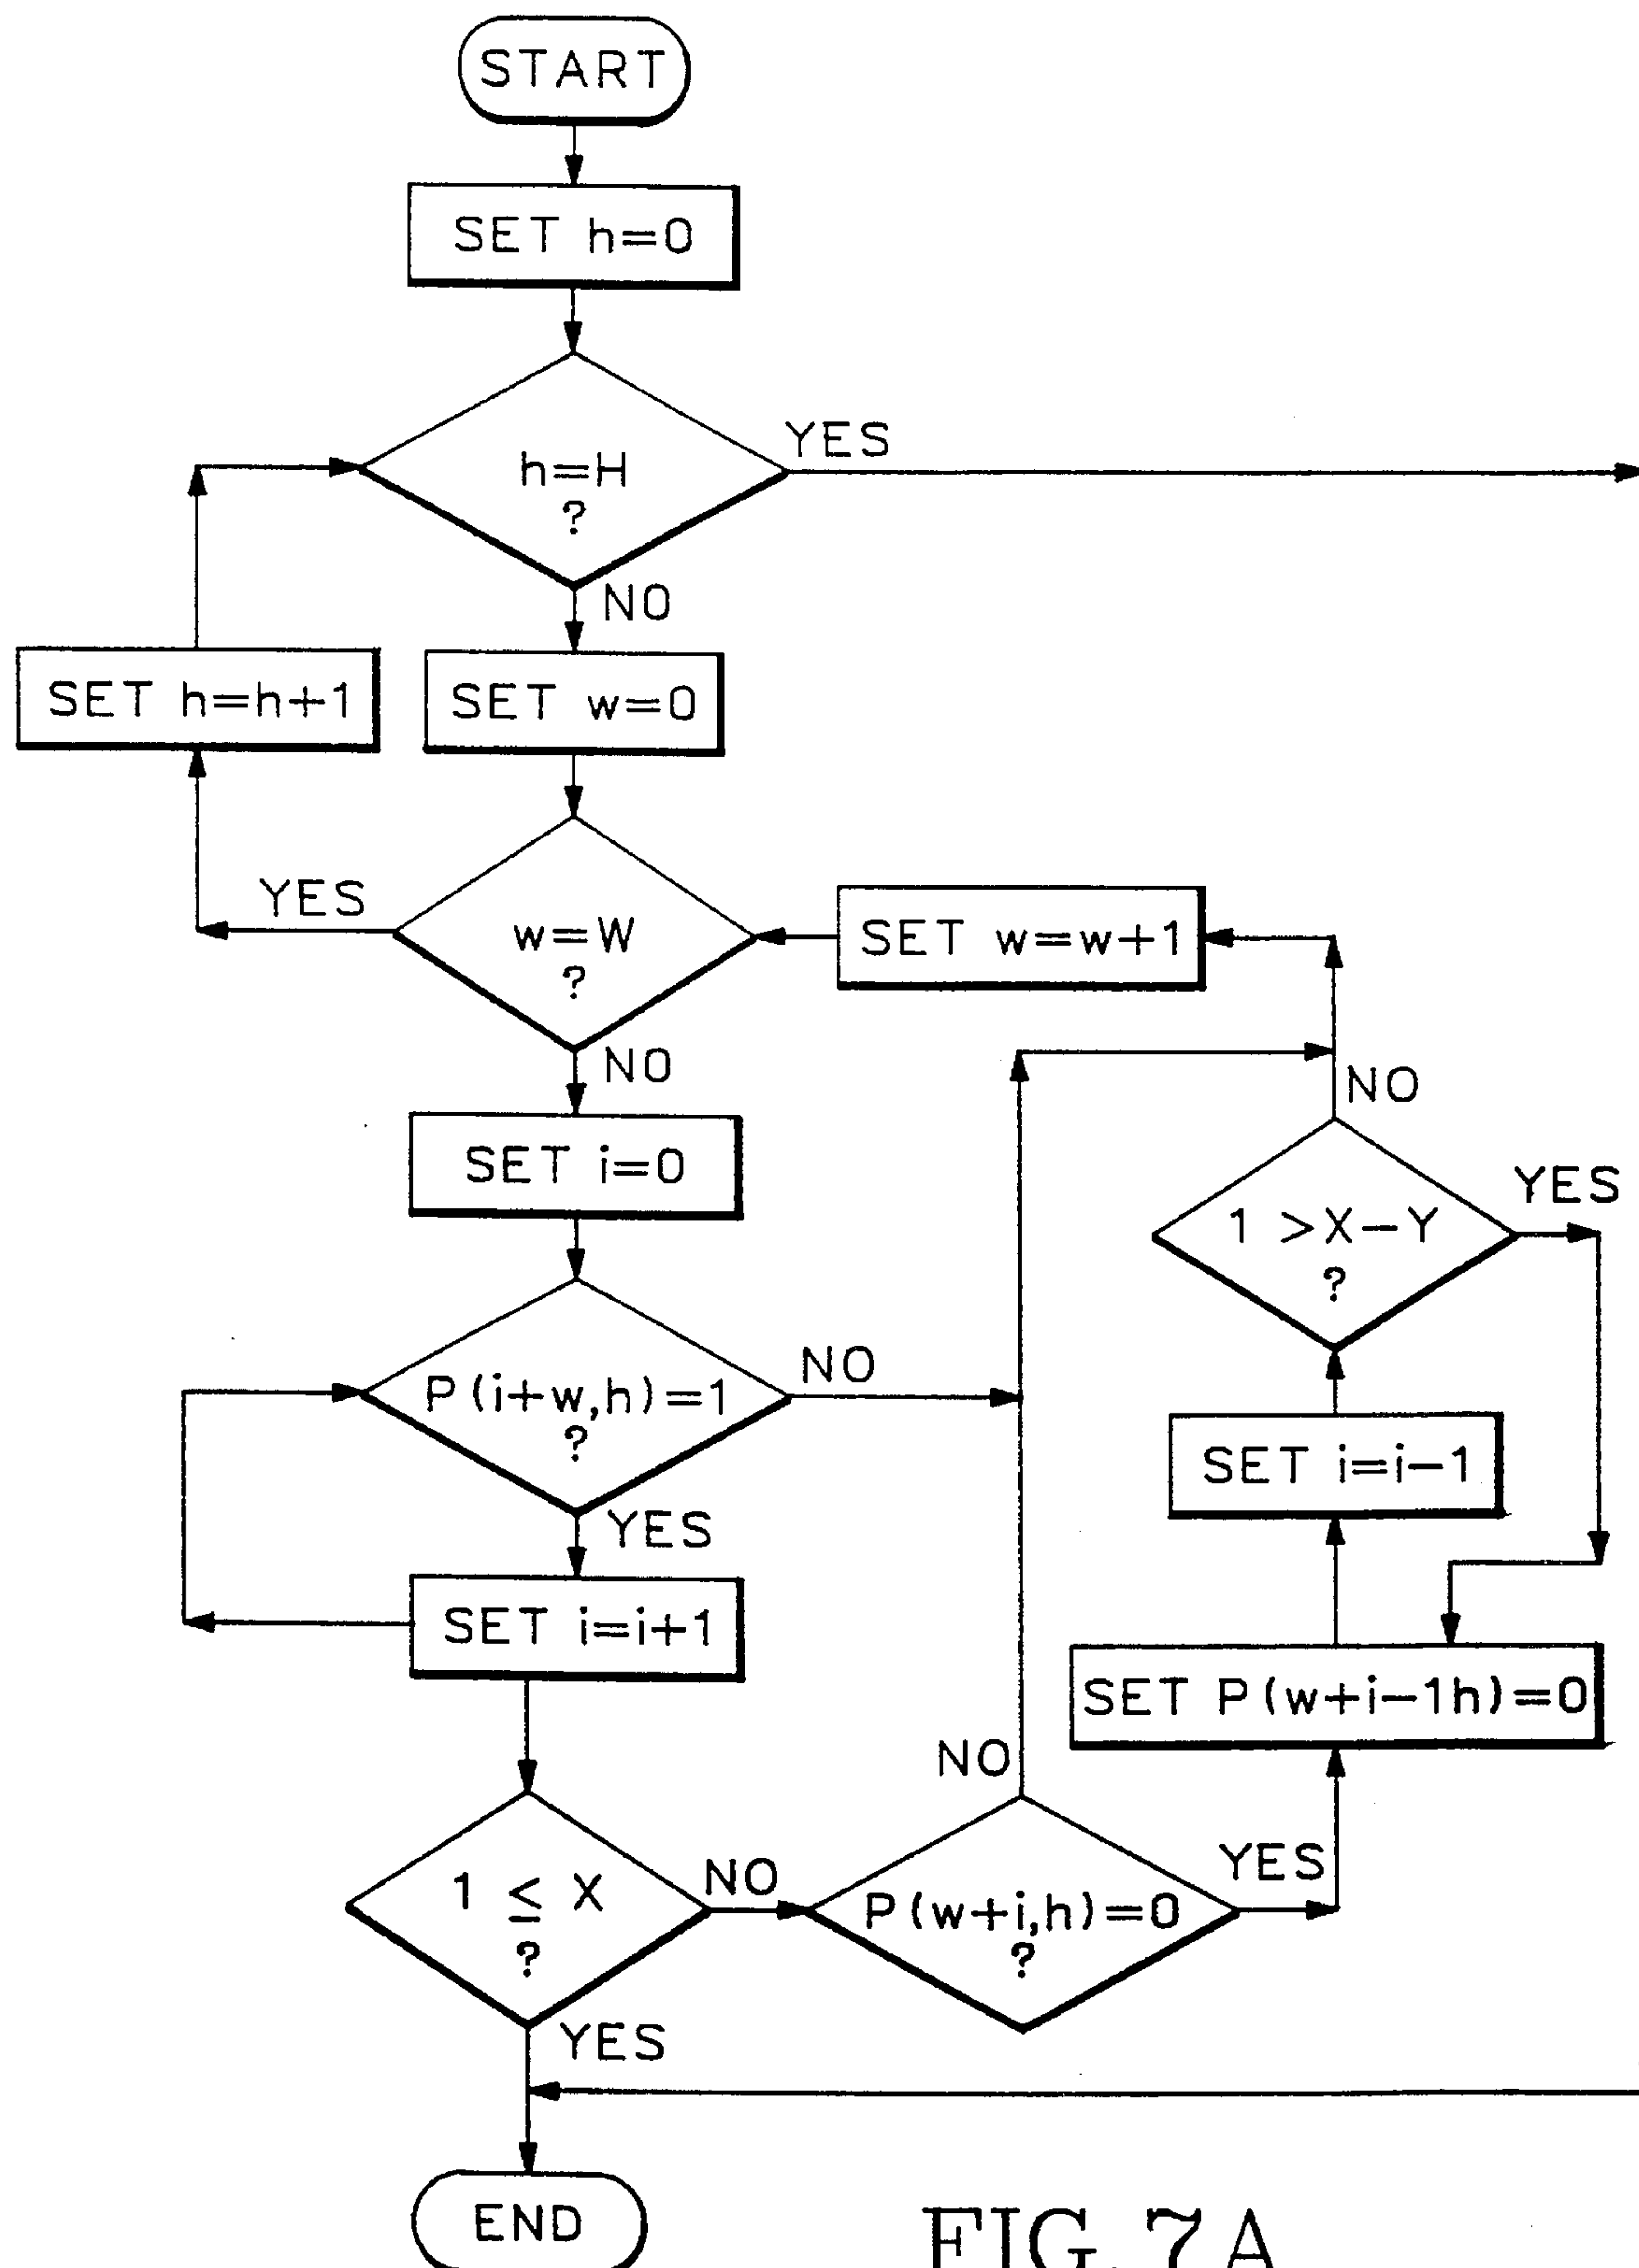 START
SET h=0
h=H
?
YES
NO
SET h=h+1
SET w=0
YES
w=W
?
SET w=w+1
NO
NO
SET i=0
YES
1 >X-Y
?
NO
P(i+w,h)=1
?
SET i=i-1
YES
SET i=i+1
SET P(w+i-1h)=0
NO
1 ≤ X
?
NO
P(w+i,h)=0
?
YES
YES
END
FIG. 7A